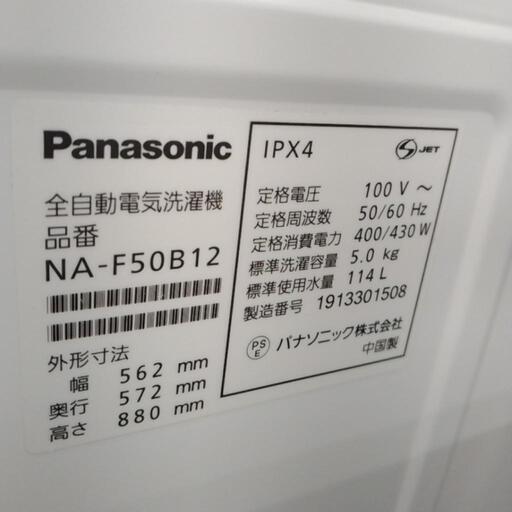 Panasonic
全自動電気洗濯機
品番
NA-F50B12
外形寸法
幅 562 mm
奥行 572 mm
高さ 880 mm
IPX4
S JET
定格電圧 100 V ~
定格周波数 50/60 Hz
定格消費電力 400/430 W
標準洗濯容量 5.0 kg
標準使用水量 114 L
製造番号 1913301508
PS E パナソニック株式会社
中国製